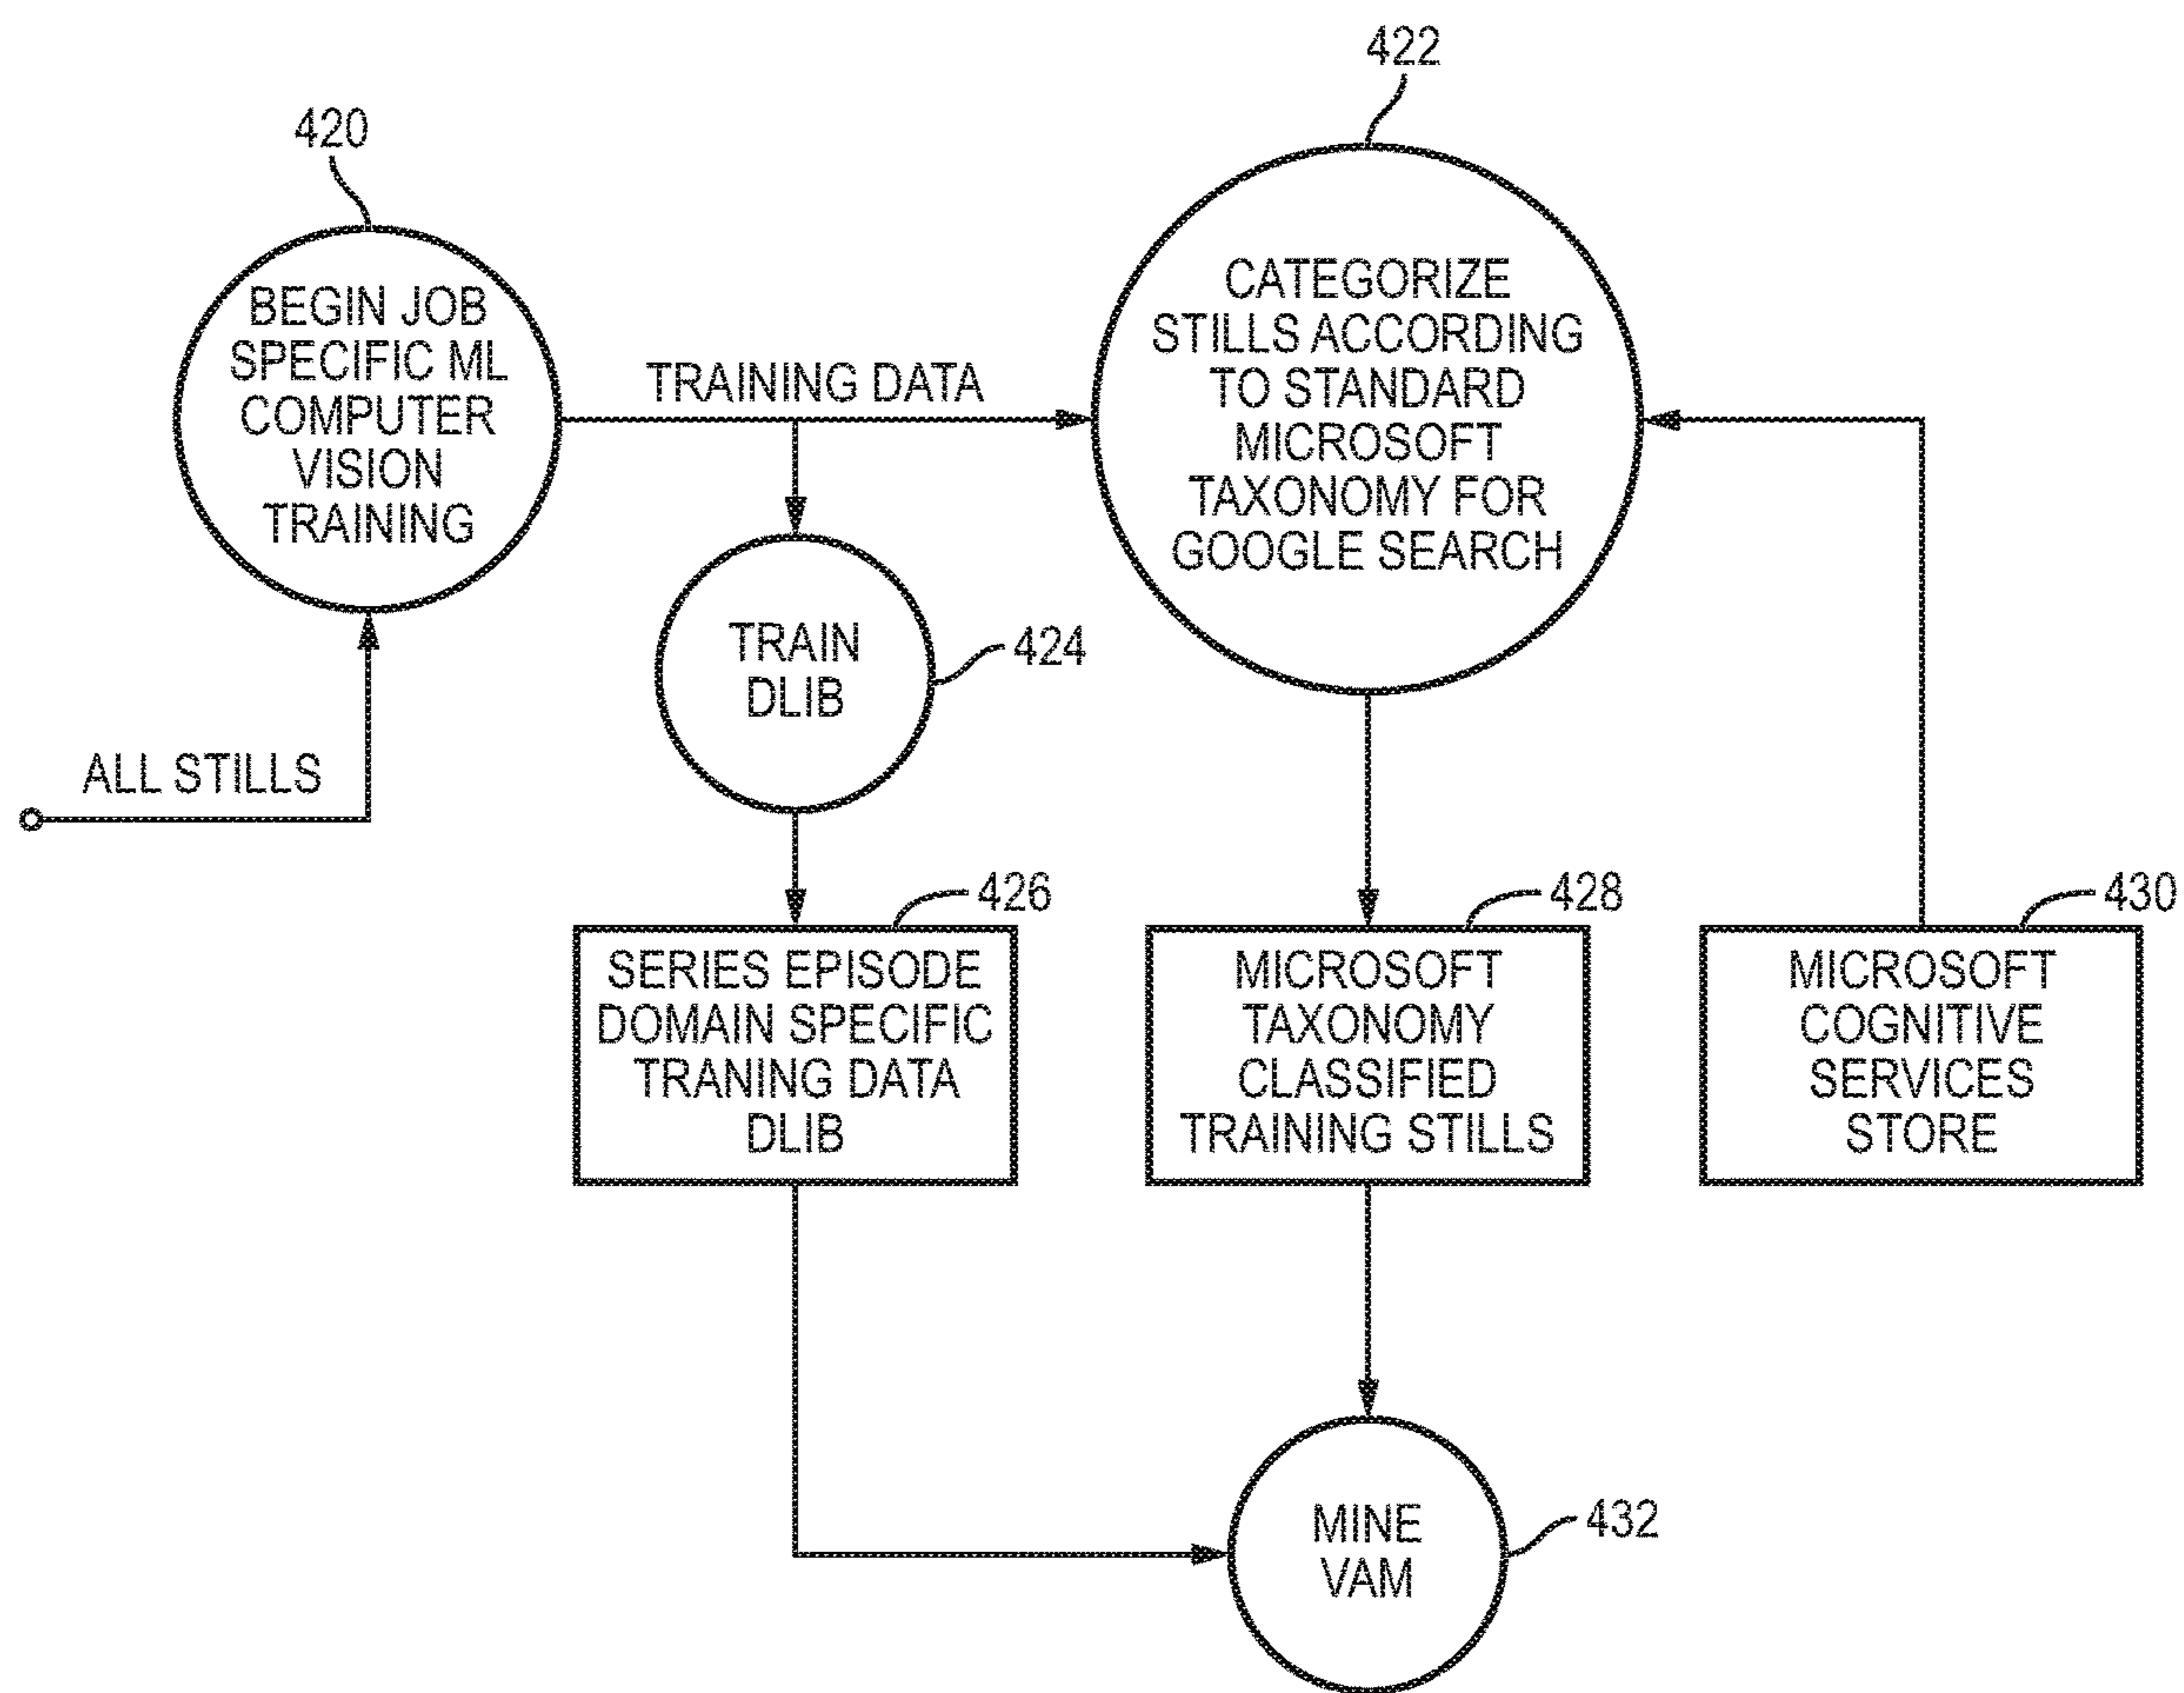 422
420
BEGIN JOB
SPECIFIC ML
COMPUTER
VISION
TRAINING
TRAINING DATA
CATEGORIZE
STILLS ACCORDING
TO STANDARD
MICROSOFT
TAXONOMY FOR
GOOGLE SEARCH
TRAIN
DLIB
424
ALL STILLS
426
SERIES EPISODE
DOMAIN SPECIFIC
TRANING DATA
DLIB
428
MICROSOFT
TAXONOMY
CLASSIFIED
TRAINING STILLS
430
MICROSOFT
COGNITIVE
SERVICES
STORE
MINE
VAM
432